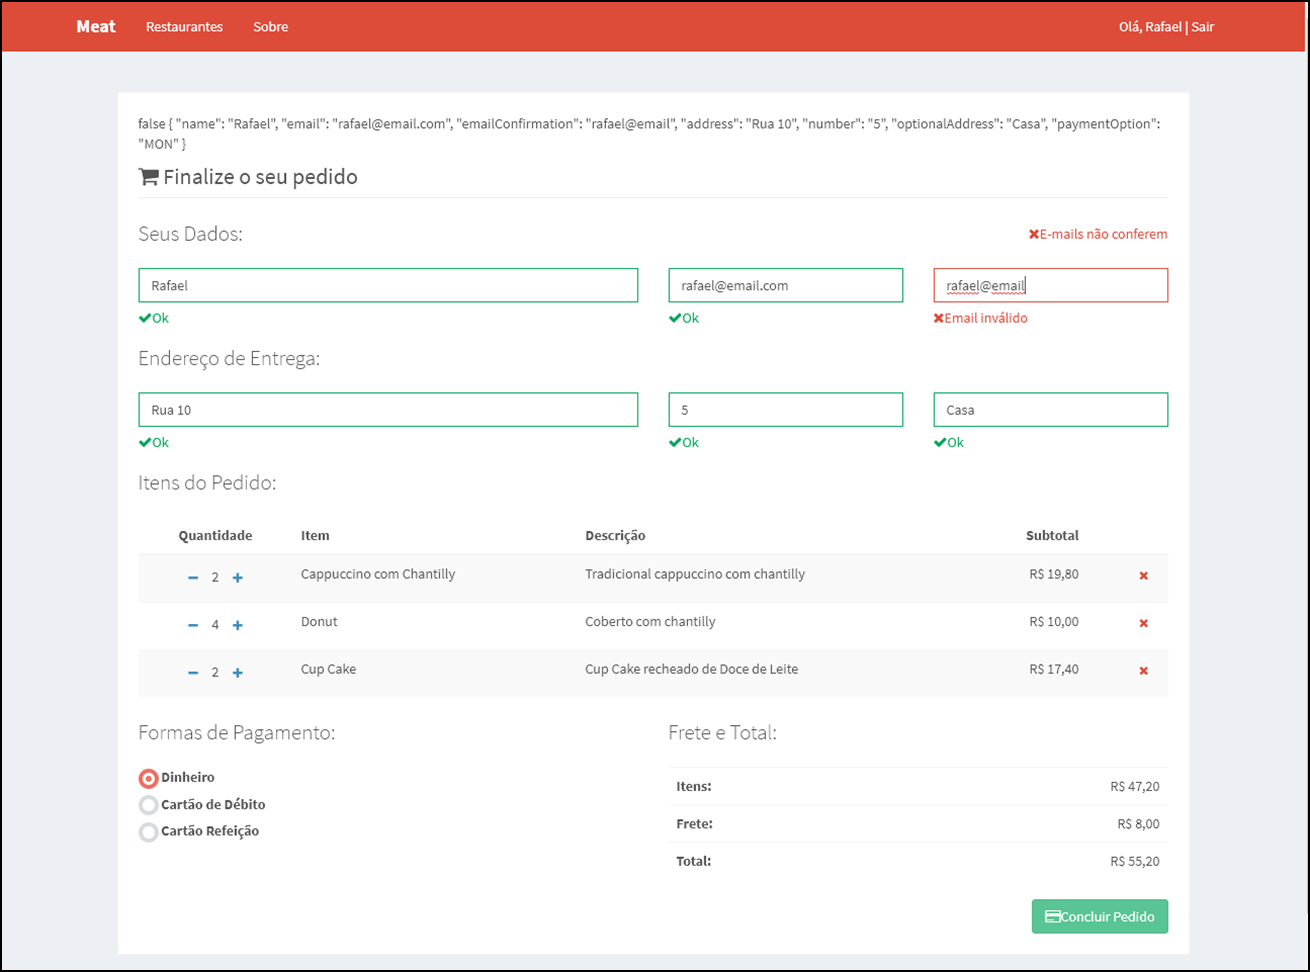 Meat Restaurantes Sobre Olá, Rafael | Sair
false { "name": "Rafael", "email": "rafael@email.com", "emailConfirmation": "rafael@email", "address": "Rua 10", "number": "5", "optionalAddress": "Casa", "paymentOption":
"MON" }
Finalize o seu pedido
Seus Dados: E-mails não conferem
Rafael rafael@email.com rafael@email
Ok Ok Email inválido
Endereço de Entrega:
Rua 10 5 Casa
Ok Ok Ok
Itens do Pedido:
Quantidade Item Descrição Subtotal
2 Cappuccino com Chantilly Tradicional cappuccino com chantilly R$ 19,80
4 Donut Coberto com chantilly R$ 10,00
2 Cup Cake Cup Cake recheado de Doce de Leite R$ 17,40
Formas de Pagamento: Frete e Total:
Dinheiro
Cartão de Débito
Cartão Refeição
Itens: R$ 47,20
Frete: R$ 8,00
Total: R$ 55,20
Concluir Pedido